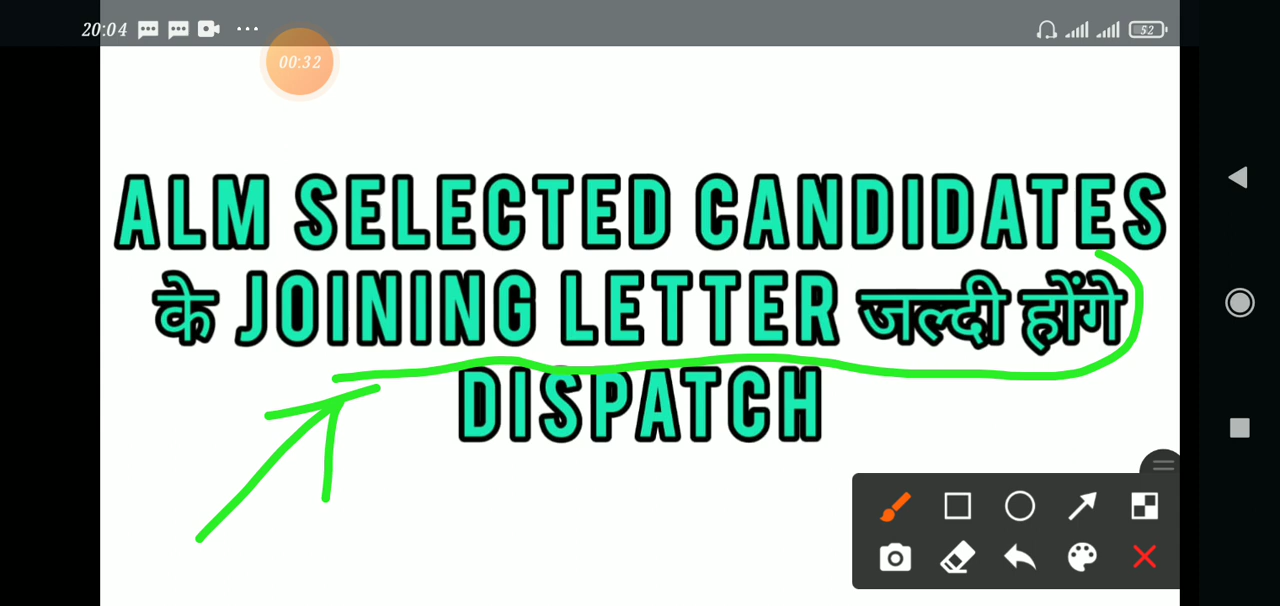 20:04
52
00:32
ALM SELECTED CANDIDATES
के JOINING LETTER जल्दी होंगे
DISPATCH